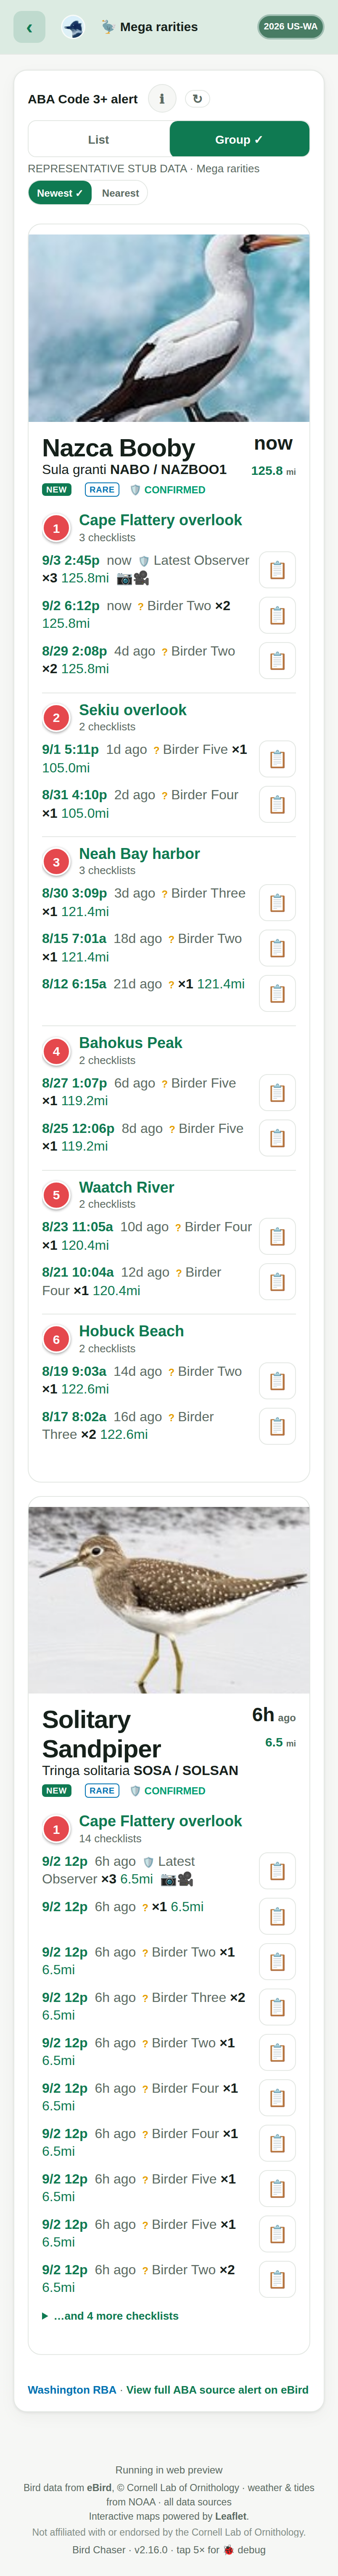 ‹ Mega rarities 2026 US-WA
ABA Code 3+ alert ℹ ↻
List Group ✓
REPRESENTATIVE STUB DATA · Mega rarities
Newest ✓ Nearest
Nazca Booby now
Sula granti NABO / NAZBOO1 125.8 mi
NEW RARE CONFIRMED
1 Cape Flattery overlook
3 checklists
9/3 2:45p now Latest Observer
×3 125.8mi
9/2 6:12p now ? Birder Two ×2
125.8mi
8/29 2:08p 4d ago ? Birder Two
×2 125.8mi
2 Sekiu overlook
2 checklists
9/1 5:11p 1d ago ? Birder Five ×1
105.0mi
8/31 4:10p 2d ago ? Birder Four
×1 105.0mi
3 Neah Bay harbor
3 checklists
8/30 3:09p 3d ago ? Birder Three
×1 121.4mi
8/15 7:01a 18d ago ? Birder Two
×1 121.4mi
8/12 6:15a 21d ago ? ×1 121.4mi
4 Bahokus Peak
2 checklists
8/27 1:07p 6d ago ? Birder Five
×1 119.2mi
8/25 12:06p 8d ago ? Birder Five
×1 119.2mi
5 Waatch River
2 checklists
8/23 11:05a 10d ago ? Birder Four
×1 120.4mi
8/21 10:04a 12d ago ? Birder
Four ×1 120.4mi
6 Hobuck Beach
2 checklists
8/19 9:03a 14d ago ? Birder Two
×1 122.6mi
8/17 8:02a 16d ago ? Birder
Three ×2 122.6mi
Solitary 6h ago
Sandpiper 6.5 mi
Tringa solitaria SOSA / SOLSAN
NEW RARE CONFIRMED
1 Cape Flattery overlook
14 checklists
9/2 12p 6h ago Latest
Observer ×3 6.5mi
9/2 12p 6h ago ? ×1 6.5mi
9/2 12p 6h ago ? Birder Two ×1
6.5mi
9/2 12p 6h ago ? Birder Three ×2
6.5mi
9/2 12p 6h ago ? Birder Two ×1
6.5mi
9/2 12p 6h ago ? Birder Four ×1
6.5mi
9/2 12p 6h ago ? Birder Four ×1
6.5mi
9/2 12p 6h ago ? Birder Five ×1
6.5mi
9/2 12p 6h ago ? Birder Five ×1
6.5mi
9/2 12p 6h ago ? Birder Two ×2
6.5mi
▶ …and 4 more checklists
Washington RBA · View full ABA source alert on eBird
Running in web preview
Bird data from eBird, © Cornell Lab of Ornithology · weather & tides
from NOAA · all data sources
Interactive maps powered by Leaflet.
Not affiliated with or endorsed by the Cornell Lab of Ornithology.
Bird Chaser · v2.16.0 · tap 5× for 🐞 debug